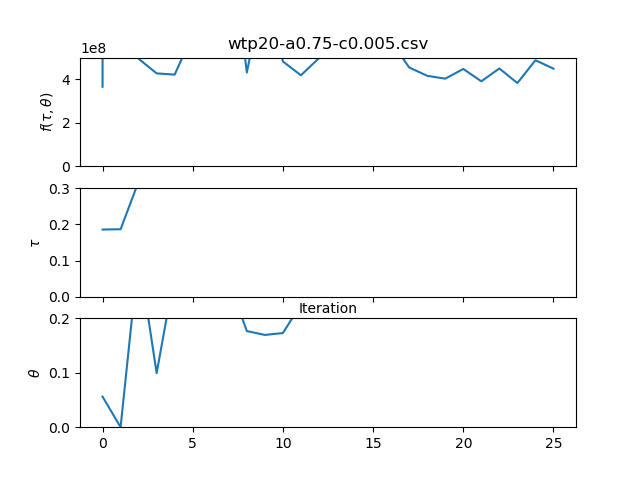 wtp20-a0.75-c0.005.csv
1e8
4
2
0
f(τ, θ)
0.3
0.2
0.1
0.0
τ
Iteration
0.2
0.1
0.0
θ
0 5 10 15 20 25